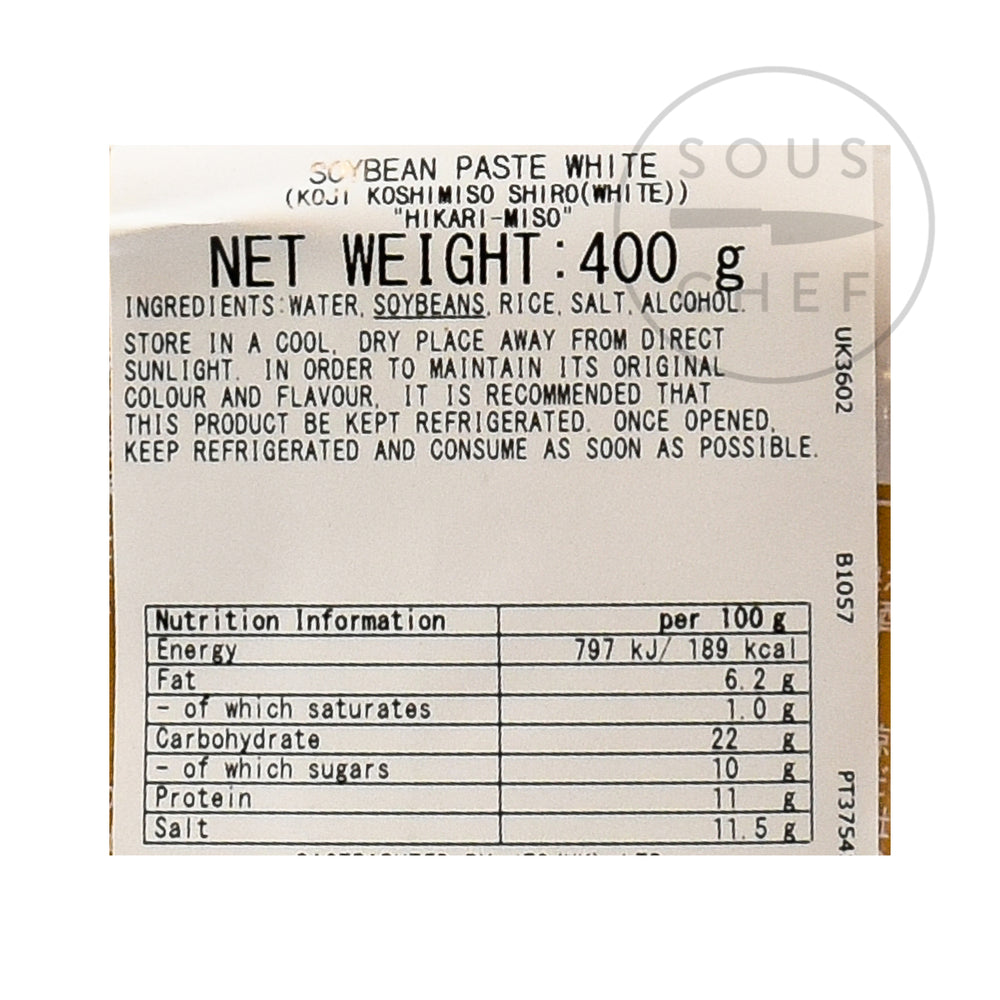 SOUS
CHEF
SOYBEAN PASTE WHITE
(KOJI KOSHIMISO SHIRO(WHITE))
"HIKARI-MISO"
NET WEIGHT:400 g
INGREDIENTS:WATER, SOYBEANS, RICE, SALT, ALCOHOL.
STORE IN A COOL, DRY PLACE AWAY FROM DIRECT
SUNLIGHT. IN ORDER TO MAINTAIN ITS ORIGINAL
COLOUR AND FLAVOUR, IT IS RECOMMENDED THAT
THIS PRODUCT BE KEPT REFRIGERATED. ONCE OPENED,
KEEP REFRIGERATED AND CONSUME AS SOON AS POSSIBLE.
Nutrition Information per 100 g
Energy 797 kJ/ 189 kcal
Fat 6.2 g
- of which saturates 1.0 g
Carbohydrate 22 g
- of which sugars 10 g
Protein 11 g
Salt 11.5 g
UK3602
B1057
PT3754